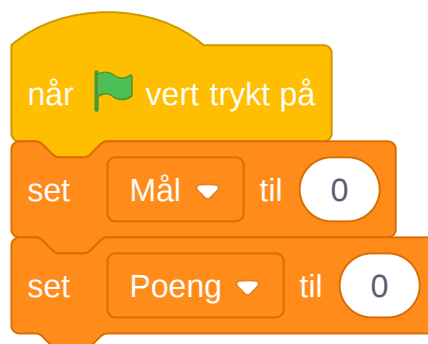 når vert trykt på
set Mål til 0
set Poeng til 0